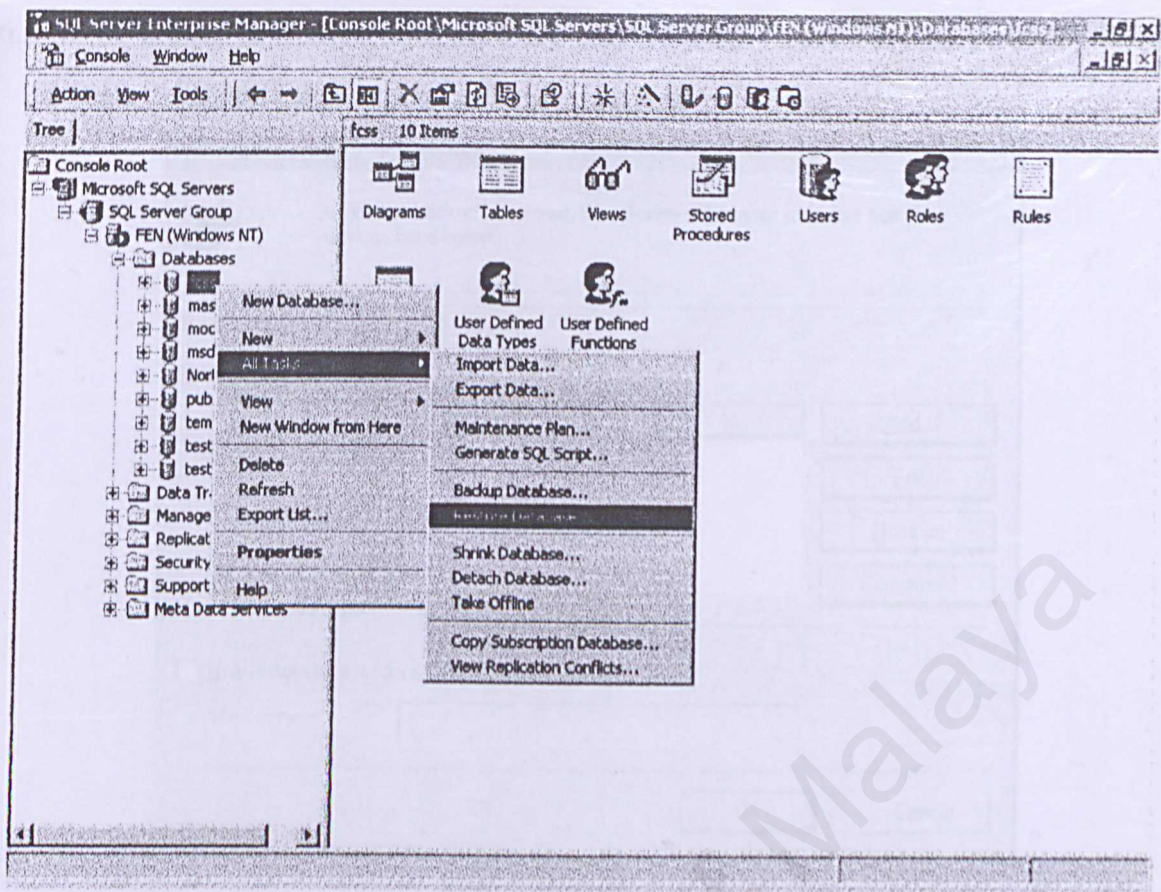 SQL Server Enterprise Manager - [Console Root\Microsoft SQL Servers\SQL Server Group\FEN (Windows NT)\Databases\fcss]
Console Window Help
Action View Tools
Tree
fcss 10 Items
Console Root
Microsoft SQL Servers
SQL Server Group
FEN (Windows NT)
Databases
mas
msd
pub
tem
test
test
Data Tr
Manage
Replicat
Security
Support
Meta Data Services
Diagrams
Tables
Views
Stored Procedures
Users
Roles
Rules
User Defined Data Types
User Defined Functions
New Database...
New
All Tasks
View
New Window from Here
Delete
Refresh
Export List...
Properties
Help
Import Data...
Export Data...
Maintenance Plan...
Generate SQL Script...
Backup Database...
Restore Database...
Shrink Database...
Detach Database...
Take Offline
Copy Subscription Database...
View Replication Conflicts...
Malaya